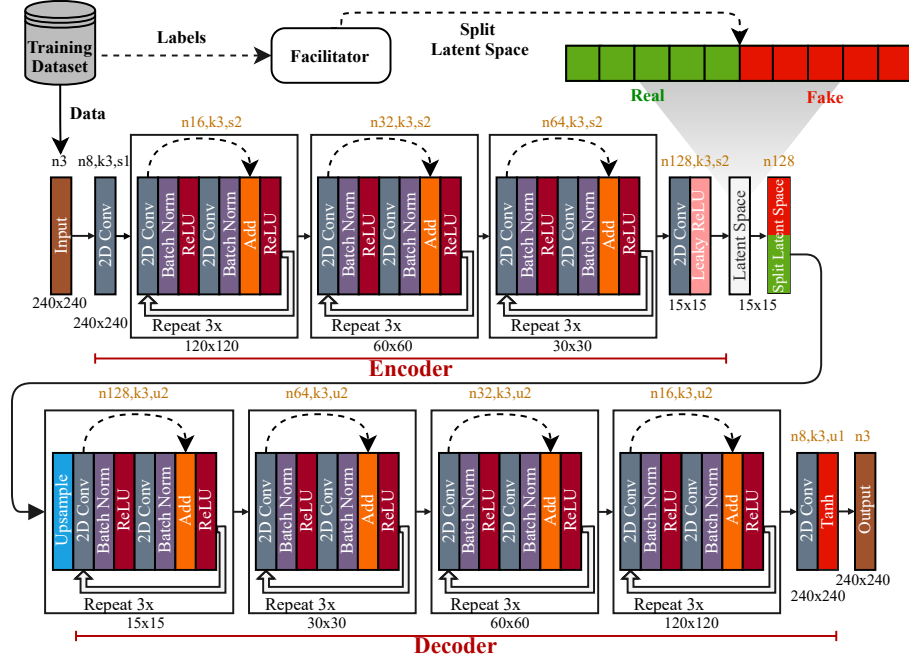 Training
Dataset
Labels
Facilitator
Split
Latent Space
Real
Fake
Data
n3
n8,k3,s1
n16,k3,s2
n32,k3,s2
n64,k3,s2
n128,k3,s2
n128
Input
2D Conv
2D Conv
Batch Norm
ReLU
2D Conv
Batch Norm
Add
ReLU
2D Conv
Batch Norm
ReLU
2D Conv
Batch Norm
Add
ReLU
2D Conv
Batch Norm
ReLU
2D Conv
Batch Norm
Add
ReLU
2D Conv
Leaky ReLU
Latent Space
Split Latent Space
240x240
240x240
Repeat 3x
120x120
Repeat 3x
60x60
Repeat 3x
30x30
15x15
15x15
Encoder
n128,k3,u2
n64,k3,u2
n32,k3,u2
n16,k3,u2
n8,k3,u1
n3
Upsample
2D Conv
Batch Norm
ReLU
2D Conv
Batch Norm
Add
ReLU
2D Conv
Batch Norm
ReLU
2D Conv
Batch Norm
Add
ReLU
2D Conv
Batch Norm
ReLU
2D Conv
Batch Norm
Add
ReLU
2D Conv
Batch Norm
ReLU
2D Conv
Batch Norm
Add
ReLU
2D Conv
Tanh
Output
Repeat 3x
15x15
Repeat 3x
30x30
Repeat 3x
60x60
Repeat 3x
120x120
240x240
240x240
Decoder